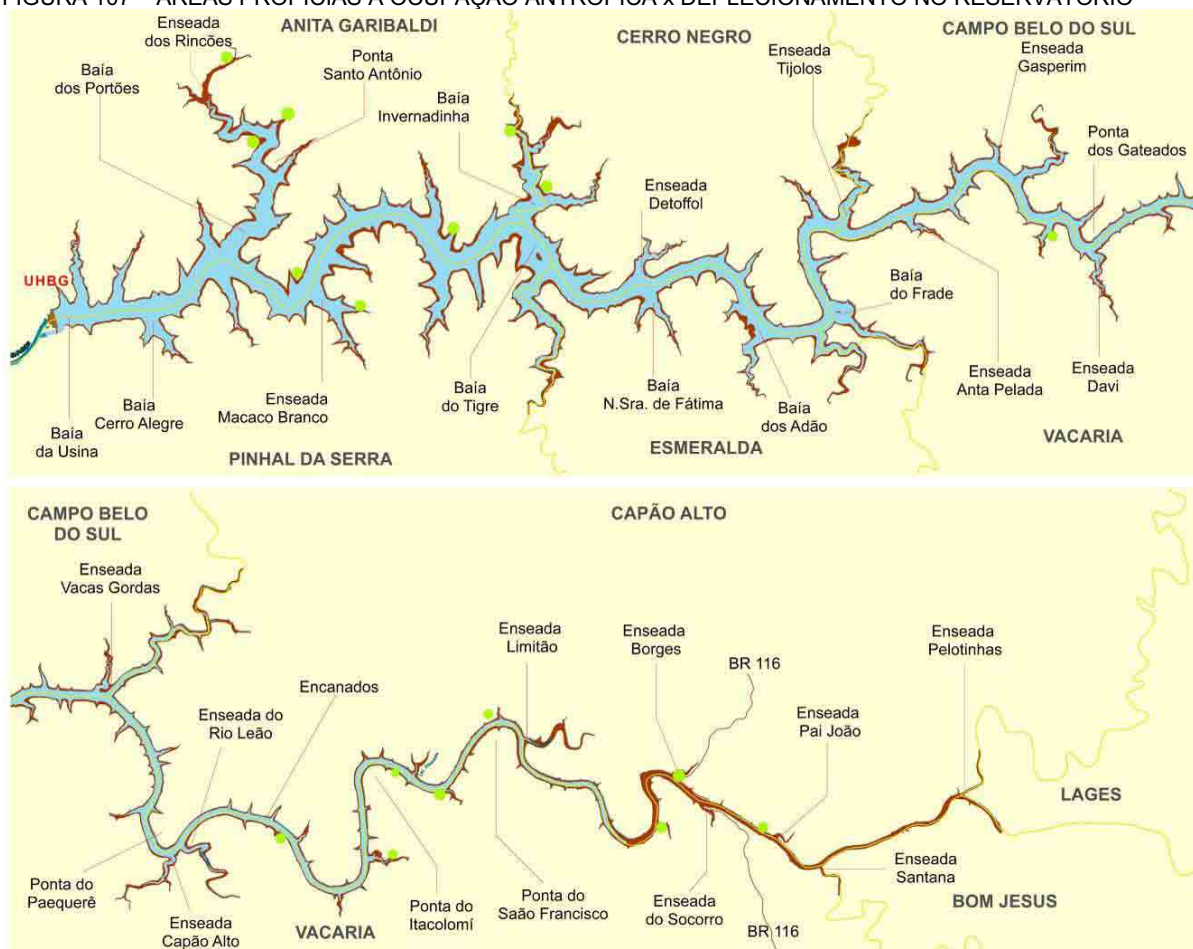 FIGURA 107 – ÁREAS PROPÍCIAS À OCUPAÇÃO ANTRÓPICA x DEPLECIONAMENTO NO RESERVATÓRIO
Enseada
dos Rincões
ANITA GARIBALDI
Ponta
Santo Antônio
Baía
dos Portões
Baía
Invernadinha
CERRO NEGRO
Enseada
Tijolos
CAMPO BELO DO SUL
Enseada
Gasperim
Ponta
dos Gateados
Enseada
Detoffol
UHBG
Baía
do Frade
Baía
da Usina
Baía
Cerro Alegre
Enseada
Macaco Branco
Baía
do Tigre
Baía
N.Sra. de Fátima
Baía
dos Adão
Enseada
Anta Pelada
Enseada
Davi
PINHAL DA SERRA
ESMERALDA
VACARIA
CAMPO BELO
DO SUL
CAPÃO ALTO
Enseada
Vacas Gordas
Enseada do
Rio Leão
Encanados
Enseada
Limitão
Enseada
Borges
BR 116
Enseada
Pai João
Enseada
Pelotinhas
LAGES
Ponta do
Paequerê
Enseada
Capão Alto
VACARIA
Ponta do
Itacolomí
Ponta do
Saão Francisco
Enseada
do Socorro
BR 116
Enseada
Santana
BOM JESUS